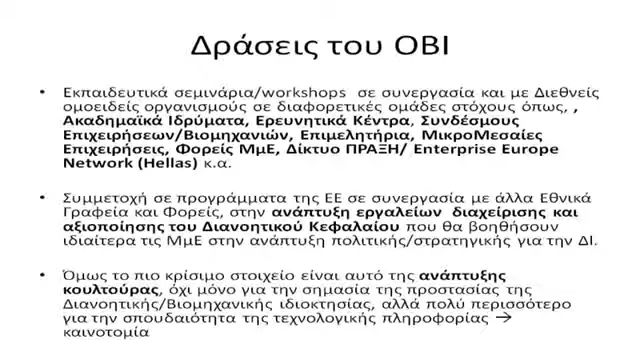 Δράσεις του ΟΒΙ
• Εκπαιδευτικά σεμινάρια/workshops σε συνεργασία και με Διεθνείς
ομοειδείς οργανισμούς σε διαφορετικές ομάδες στόχους όπως, ,
Ακαδημαϊκά Ιδρύματα, Ερευνητικά Κέντρα, Συνδέσμους
Επιχειρήσεων/Βιομηχανιών, Επιμελητήρια, ΜικροΜεσαίες
Επιχειρήσεις, Φορείς ΜμΕ, Δίκτυο ΠΡΑΞΗ/ Enterprise Europe
Network (Hellas) κ.α.
• Συμμετοχή σε προγράμματα της ΕΕ σε συνεργασία με άλλα Εθνικά
Γραφεία και Φορείς, στην ανάπτυξη εργαλείων διαχείρισης και
αξιοποίησης του Διανοητικού Κεφαλαίου που θα βοηθήσουν
ιδιαίτερα τις ΜμΕ στην ανάπτυξη πολιτικής/στρατηγικής για την ΔΙ.
• Όμως το πιο κρίσιμο στοιχείο είναι αυτό της ανάπτυξης
κουλτούρας, όχι μόνο για την σημασία της προστασίας της
Διανοητικής/Βιομηχανικής ιδιοκτησίας, αλλά πολύ περισσότερο
για την σπουδαιότητα της τεχνολογικής πληροφορίας →
καινοτομία